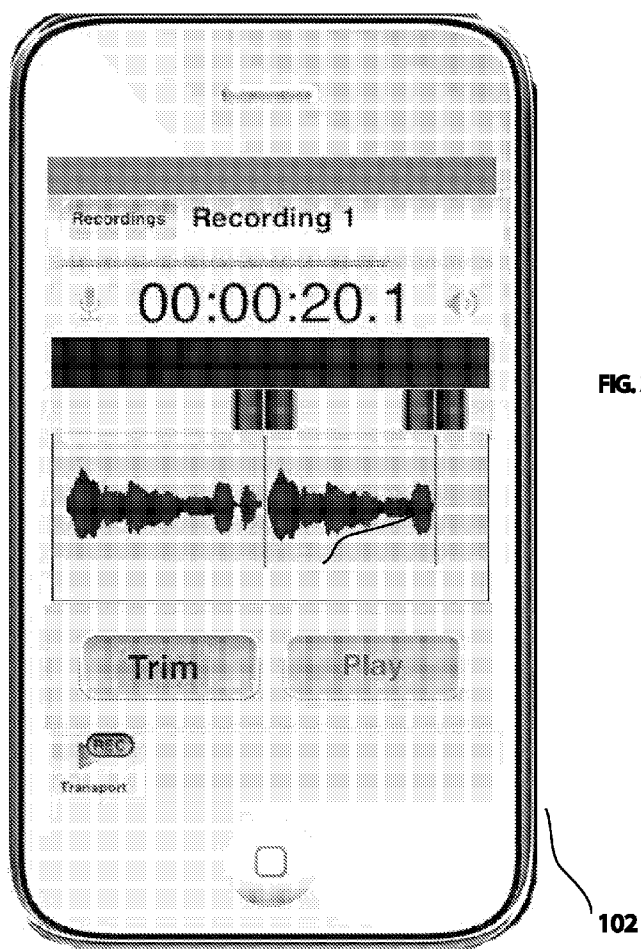 Recordings Recording 1
00:00:20.1
FIG.
Trim Play
REC
Transport
102